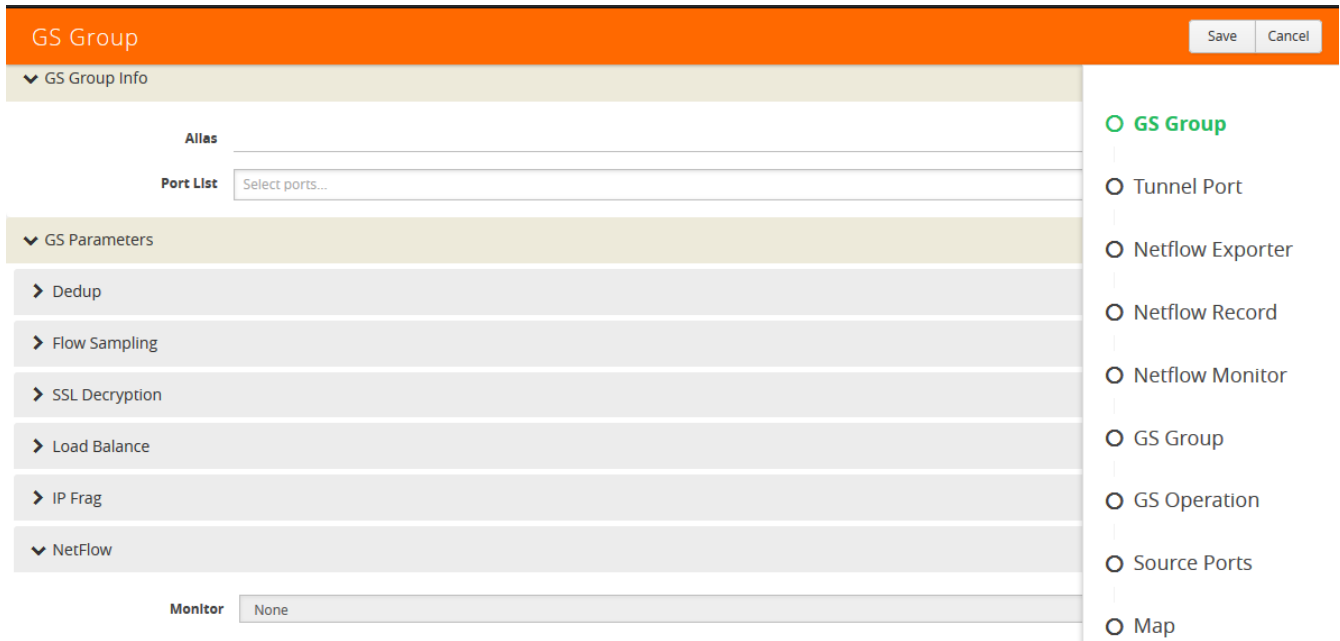 GS Group
Save
Cancel
GS Group Info
Alias
Port List
Select ports...
GS Parameters
Dedup
Flow Sampling
SSL Decryption
Load Balance
IP Frag
NetFlow
Monitor
None
GS Group
Tunnel Port
Netflow Exporter
Netflow Record
Netflow Monitor
GS Group
GS Operation
Source Ports
Map